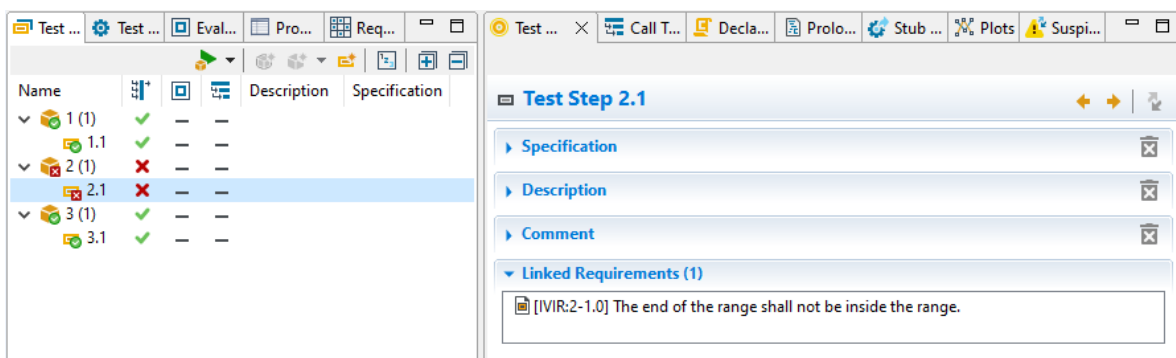 Test ... Test ... Eval... Pro... Req...
Name Description Specification
1 (1)
1.1
2 (1)
2.1
3 (1)
3.1
Test ... Call T... Decla... Prolo... Stub ... Plots Suspi...
Test Step 2.1
Specification
Description
Comment
Linked Requirements (1)
[IVIR:2-1.0] The end of the range shall not be inside the range.